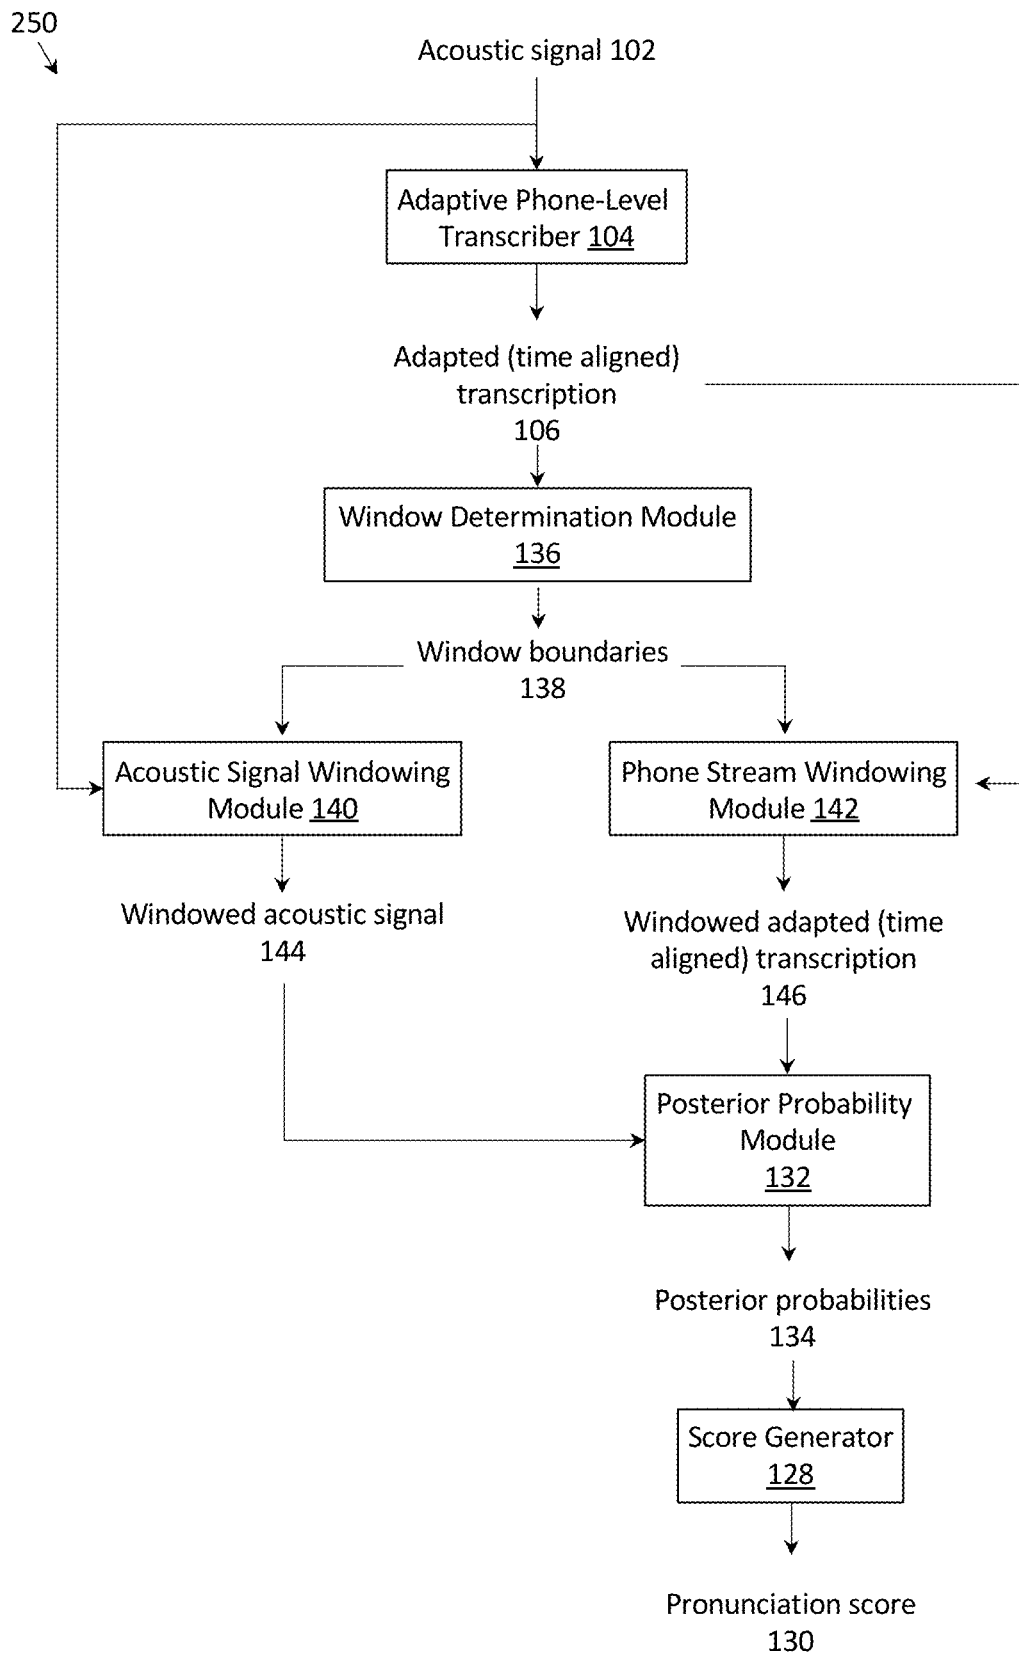 250
Acoustic signal 102
Adaptive Phone-Level
Transcriber 104
Adapted (time aligned)
transcription
106
Window Determination Module
136
Window boundaries
138
Acoustic Signal Windowing
Module 140
Phone Stream Windowing
Module 142
Windowed acoustic signal
144
Windowed adapted (time
aligned) transcription
146
Posterior Probability
Module
132
Posterior probabilities
134
Score Generator
128
Pronunciation score
130